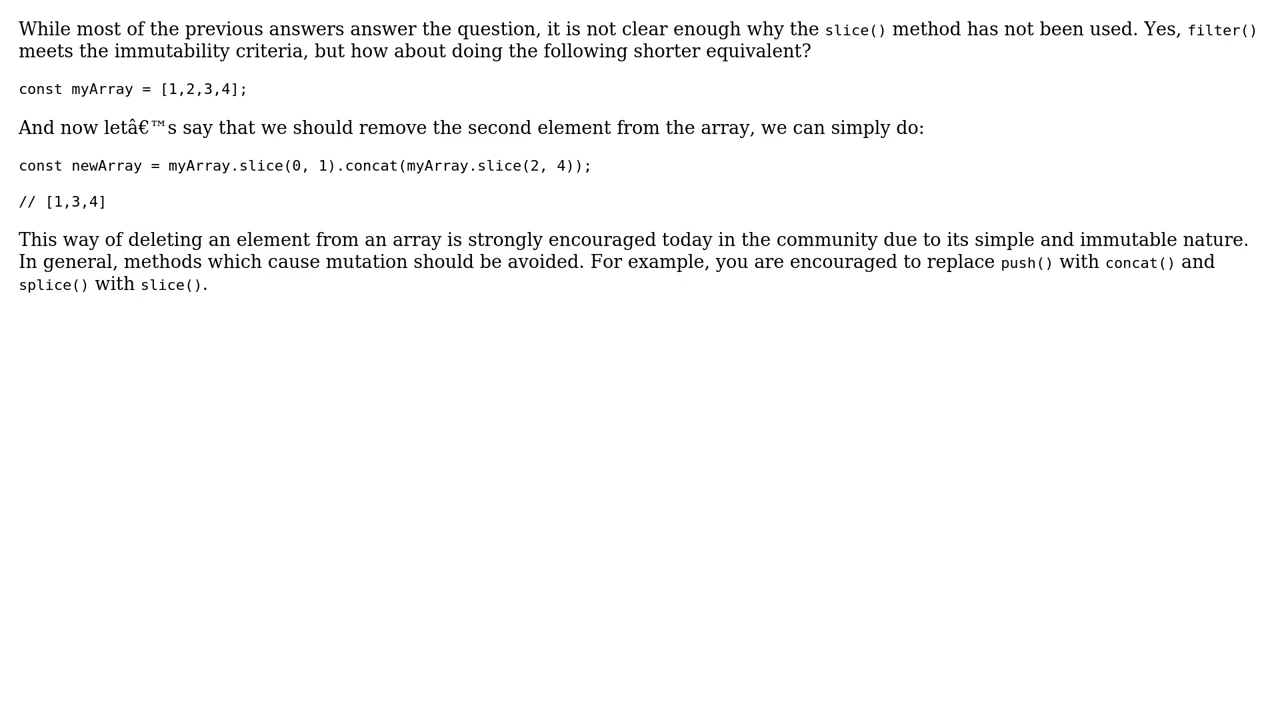 While most of the previous answers answer the question, it is not clear enough why the slice() method has not been used. Yes, filter()
meets the immutability criteria, but how about doing the following shorter equivalent?
const myArray = [1,2,3,4];
And now letâ€™s say that we should remove the second element from the array, we can simply do:
const newArray = myArray.slice(0, 1).concat(myArray.slice(2, 4));
// [1,3,4]
This way of deleting an element from an array is strongly encouraged today in the community due to its simple and immutable nature.
In general, methods which cause mutation should be avoided. For example, you are encouraged to replace push() with concat() and
splice() with slice().